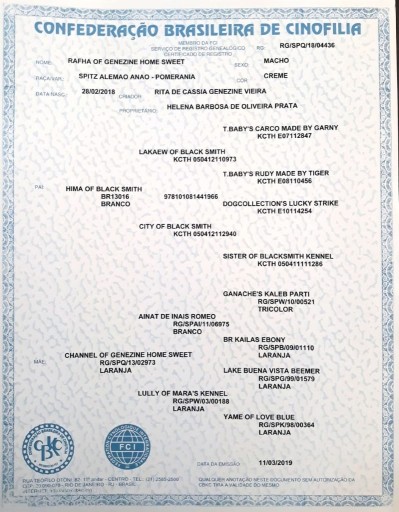 CONFEDERAÇÃO BRASILEIRA DE CINOFILIA
MEMBRO DA FCI
SERVIÇO DE REGISTRO GENEALÓGICO
CERTIFICADO DE REGISTRO
RG: RG/SPQ/18/04436
NOME: RAFHA OF GENEZINE HOME SWEET SEXO: MACHO
RAÇA/VAR: SPITZ ALEMAO ANAO - POMERANIA COR: CREME
DATA NASC: 28/02/2018 CRIADOR: RITA DE CASSIA GENEZINE VIEIRA
PROPRIETÁRIO: HELENA BARBOSA DE OLIVEIRA PRATA
T.BABY'S CARCO MADE BY GARNY
KCTH E07112847
LAKAEW OF BLACK SMITH
KCTH 050412110973
T.BABY'S RUDY MADE BY TIGER
KCTH E08110456
PAI: HIMA OF BLACK SMITH
BR13016 978101081441966
BRANCO
DOGCOLLECTION'S LUCKY STRIKE
KCTH E10114254
CITY OF BLACK SMITH
KCTH 050412112940
SISTER OF BLACKSMITH KENNEL
KCTH 050411111286
GANACHE'S KALEB PARTI
RG/SPW/10/00521
TRICOLOR
AINAT DE INAIS ROMEO
RG/SPAI/11/06975
BRANCO
BR KAILAS EBONY
RG/SPB/09/01110
LARANJA
MÃE: CHANNEL OF GENEZINE HOME SWEET
RG/SPQ/13/02973
LARANJA
LAKE BUENA VISTA BEEMER
RG/SPG/99/01579
LARANJA
LULLY OF MARA'S KENNEL
RG/SPW/03/00188
LARANJA
YAME OF LOVE BLUE
RG/SPK/98/00364
LARANJA
CBKC
FCI
DATA DA EMISSÃO: 11/03/2019
QUALQUER ANOTAÇÃO NESTE DOCUMENTO SEM AUTORIZAÇÃO DA
CBKC TIRA A VALIDADE DO MESMO